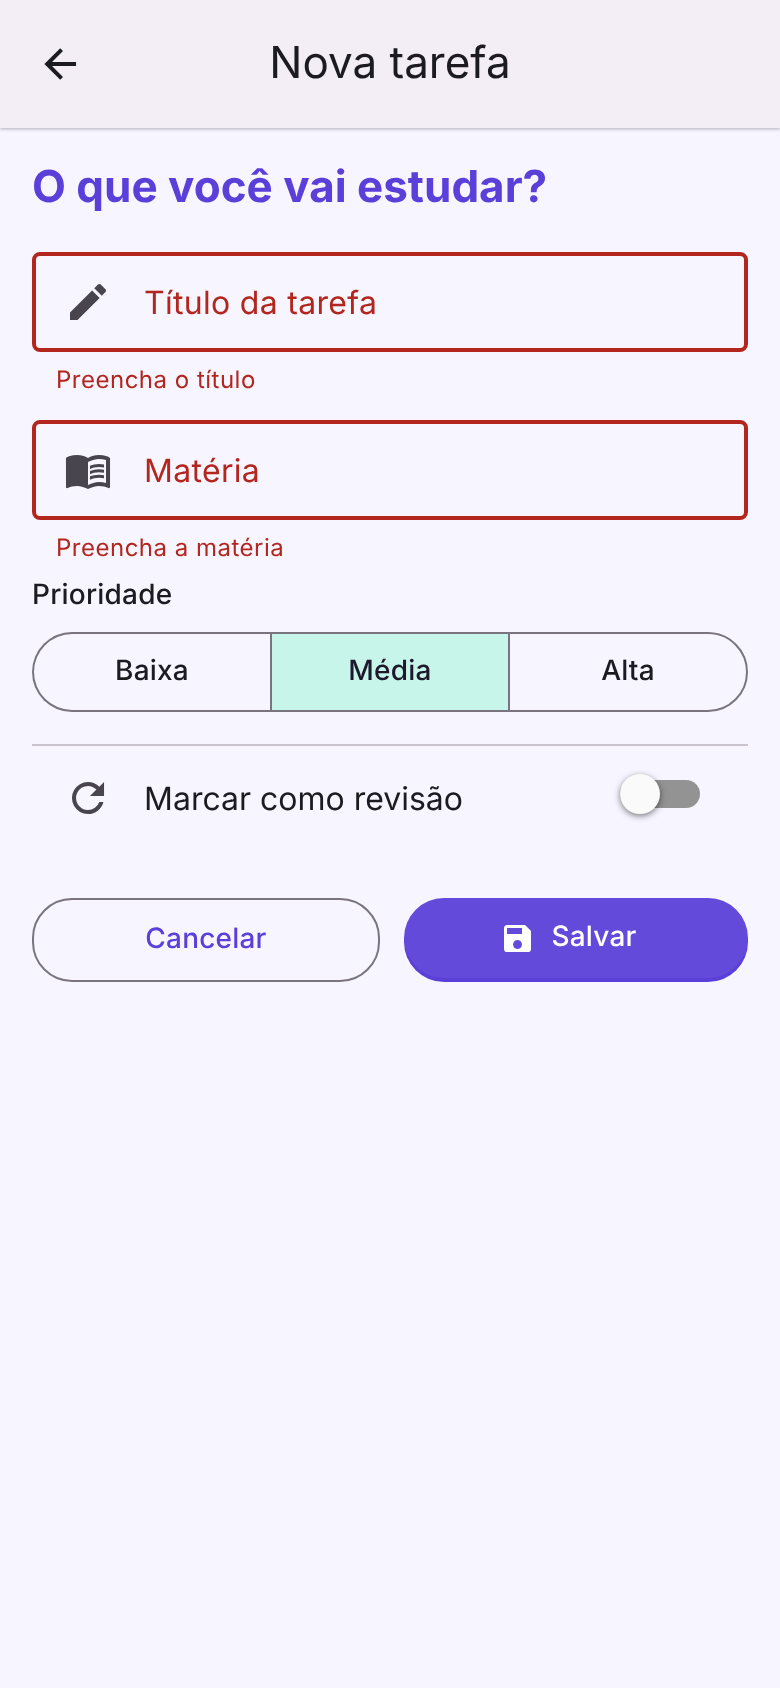 Nova tarefa
O que você vai estudar?
Título da tarefa
Preencha o título
Matéria
Preencha a matéria
Prioridade
Baixa Média Alta
Marcar como revisão
Cancelar Salvar